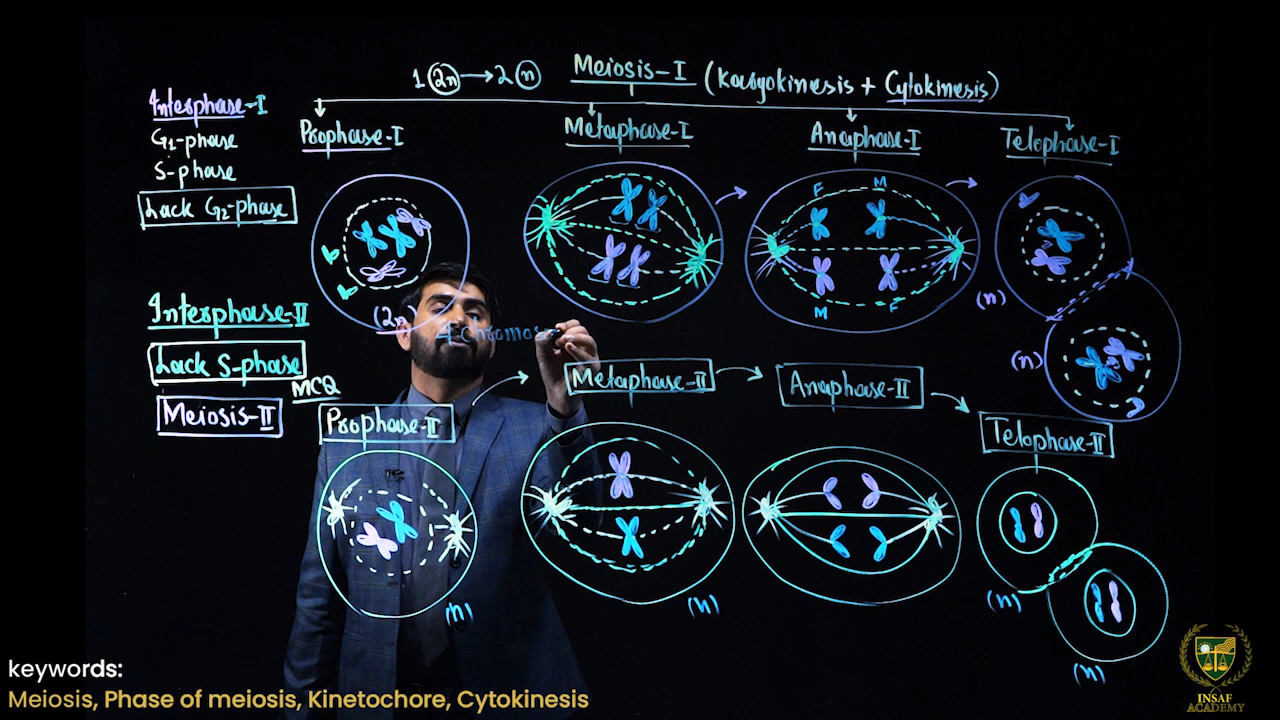 1 2n → 2 n
Meiosis-I (Karyokinesis + Cytokinesis)
Interphase-I
G1-phase
S-phase
Lack G2-phase
Prophase-I
Metaphase-I
Anaphase-I
Telophase-I
F M
M F
(2n)
(n)
(n)
4 Chromos
Interphase-II
Lack S-phase
MCQ
Meiosis-II
Prophase-II
Metaphase-II
Anaphase-II
Telophase-II
(n)
(n)
(n)
(n)
keywords:
Meiosis, Phase of meiosis, Kinetochore, Cytokinesis
INSAF
ACADEMY